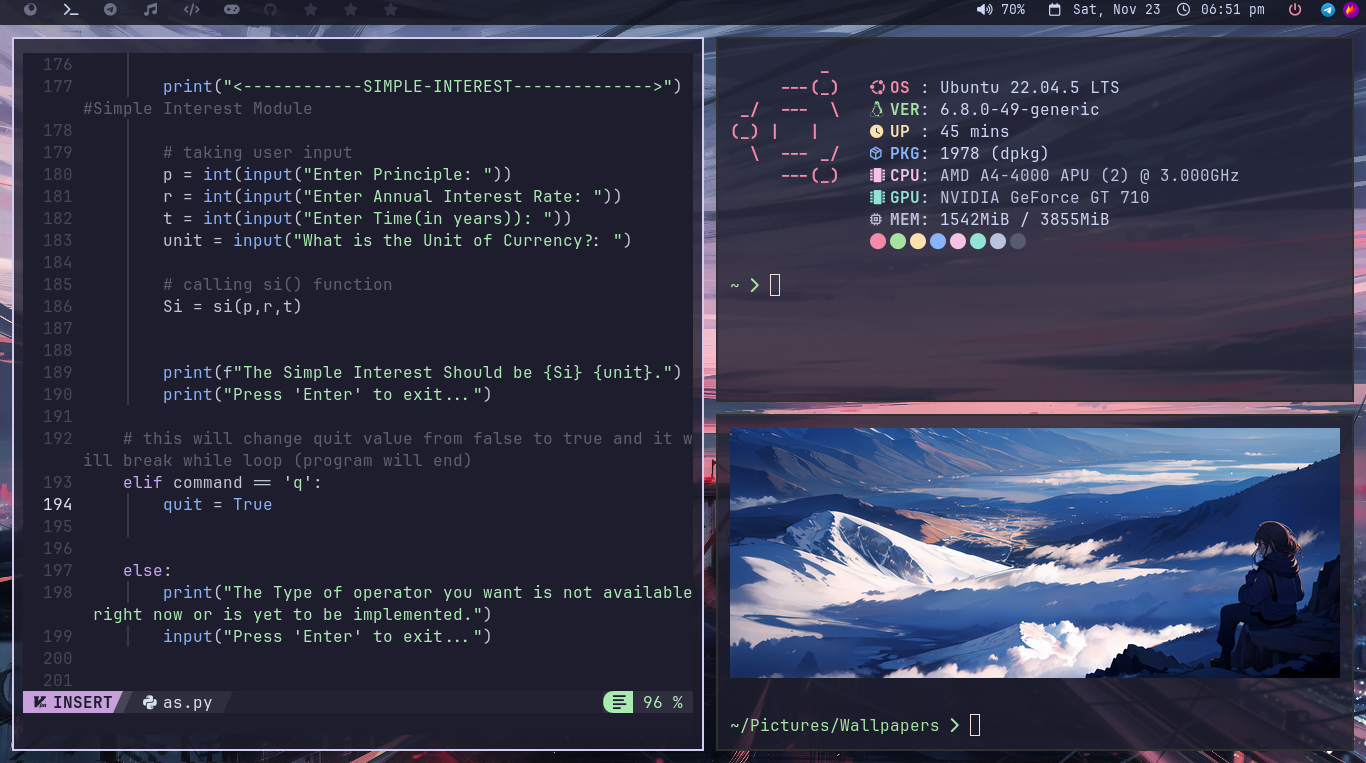 70% Sat, Nov 23 06:51 pm
176
177 print("<------------SIMPLE-INTEREST-------------->")
#Simple Interest Module
178
179 # taking user input
180 p = int(input("Enter Principle: "))
181 r = int(input("Enter Annual Interest Rate: "))
182 t = int(input("Enter Time(in years)): "))
183 unit = input("What is the Unit of Currency?: ")
184
185 # calling si() function
186 Si = si(p,r,t)
187
188
189 print(f"The Simple Interest Should be {Si} {unit}.")
190 print("Press 'Enter' to exit...")
191
192 # this will change quit value from false to true and it w
ill break while loop (program will end)
193 elif command == 'q':
194 quit = True
195
196
197 else:
198 print("The Type of operator you want is not available
right now or is yet to be implemented.")
199 input("Press 'Enter' to exit...")
200
201
INSERT as.py 96 %
          _
      ---(_)
  _/  ---  \
 (_) |   |
   \  --- _/
      ---(_)
OS : Ubuntu 22.04.5 LTS
VER: 6.8.0-49-generic
UP : 45 mins
PKG: 1978 (dpkg)
CPU: AMD A4-4000 APU (2) @ 3.000GHz
GPU: NVIDIA GeForce GT 710
MEM: 1542MiB / 3855MiB
~ >
~/Pictures/Wallpapers >